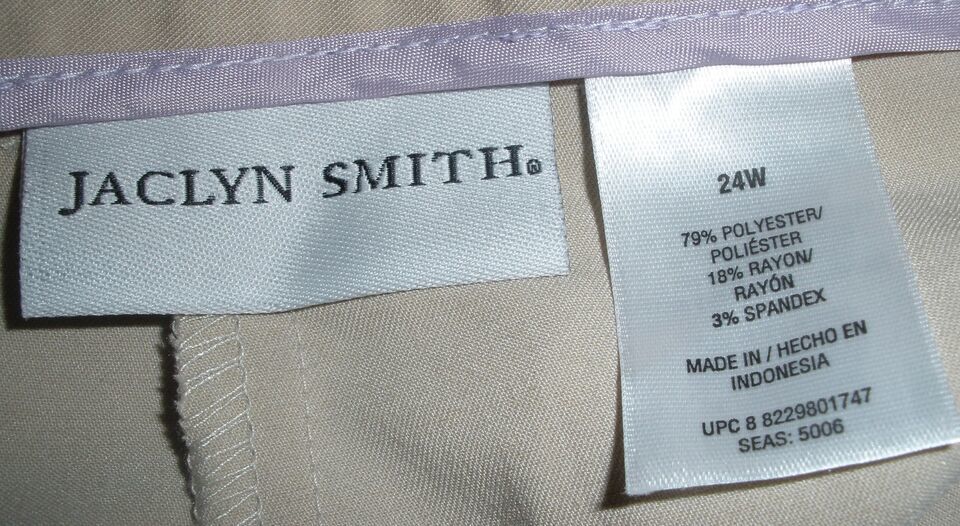 JACLYN SMITH®
24W
79% POLYESTER/
POLIÉSTER
18% RAYON/
RAYÓN
3% SPANDEX
MADE IN / HECHO EN
INDONESIA
UPC 8 8229801747
SEAS: 5006